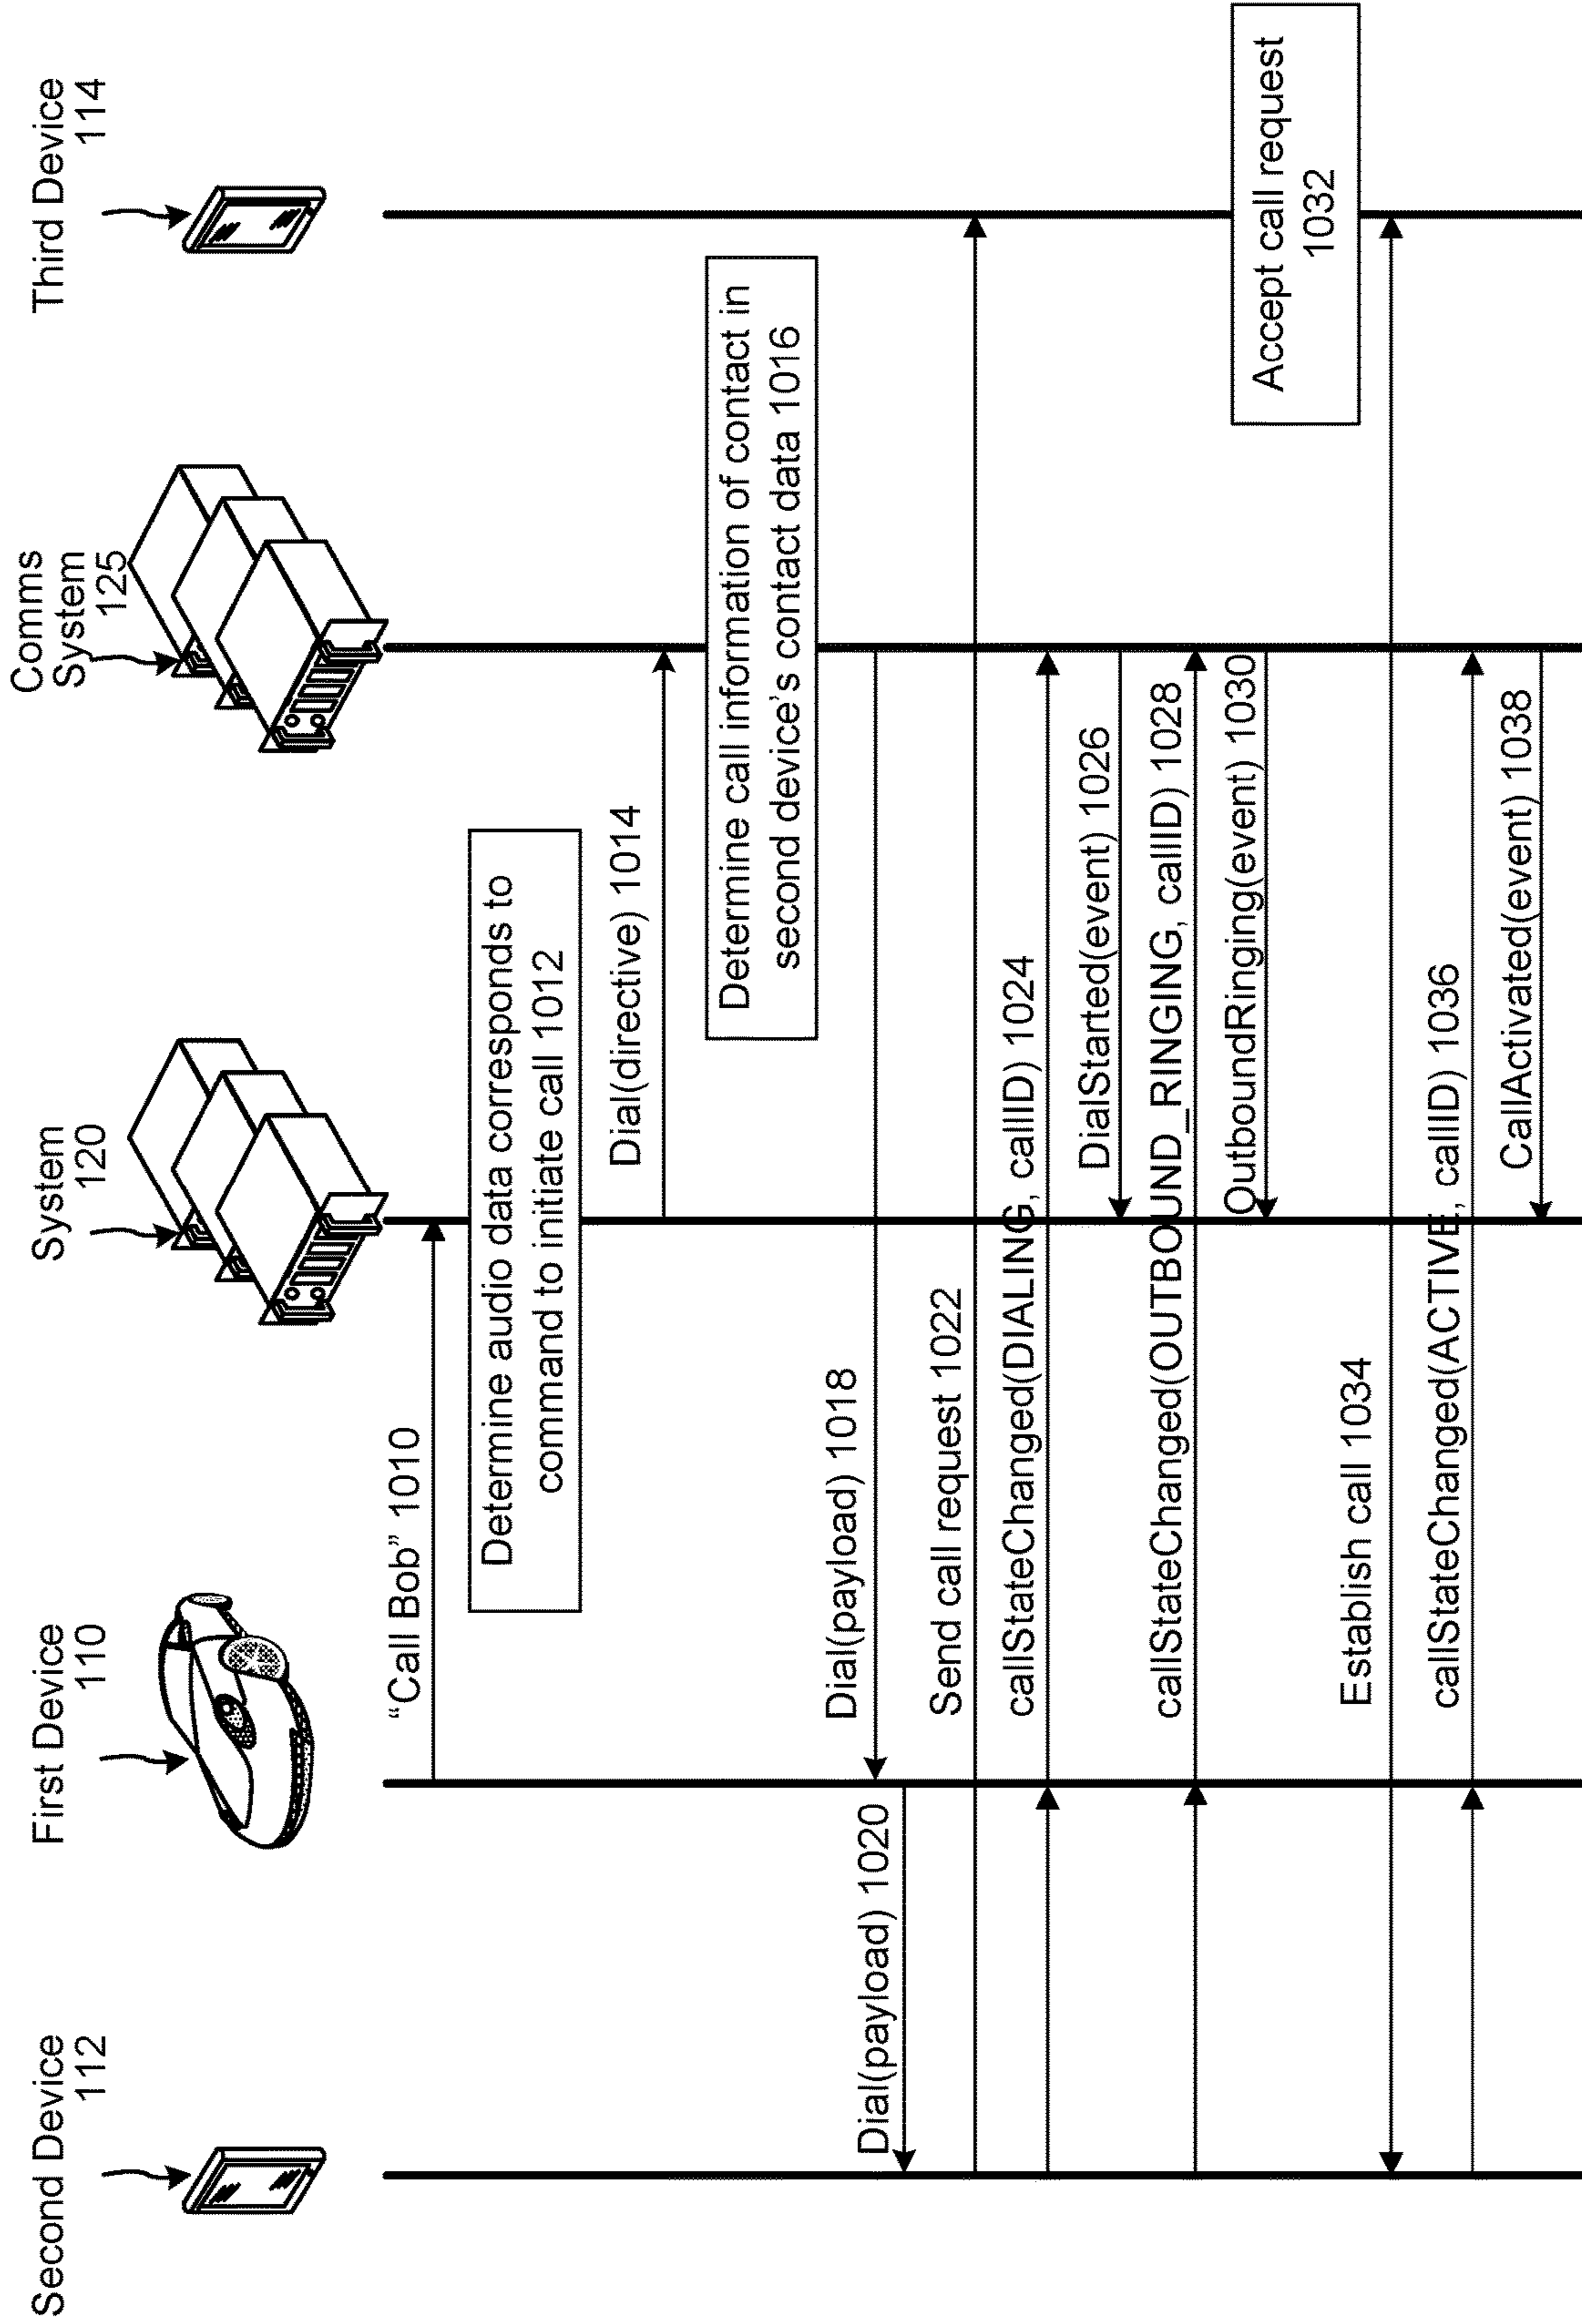 Second Device
112
First Device
110
System
120
Comms
System
125
Third Device
114
“Call Bob” 1010
Determine audio data corresponds to
command to initiate call 1012
Dial(directive) 1014
Determine call information of contact in
second device’s contact data 1016
Dial(payload) 1018
Dial(payload) 1020
Send call request 1022
callStateChanged(DIALING, callID) 1024
DialStarted(event) 1026
callStateChanged(OUTBOUND_RINGING, callID) 1028
OutboundRinging(event) 1030
Accept call request
1032
Establish call 1034
callStateChanged(ACTIVE, callID) 1036
CallActivated(event) 1038